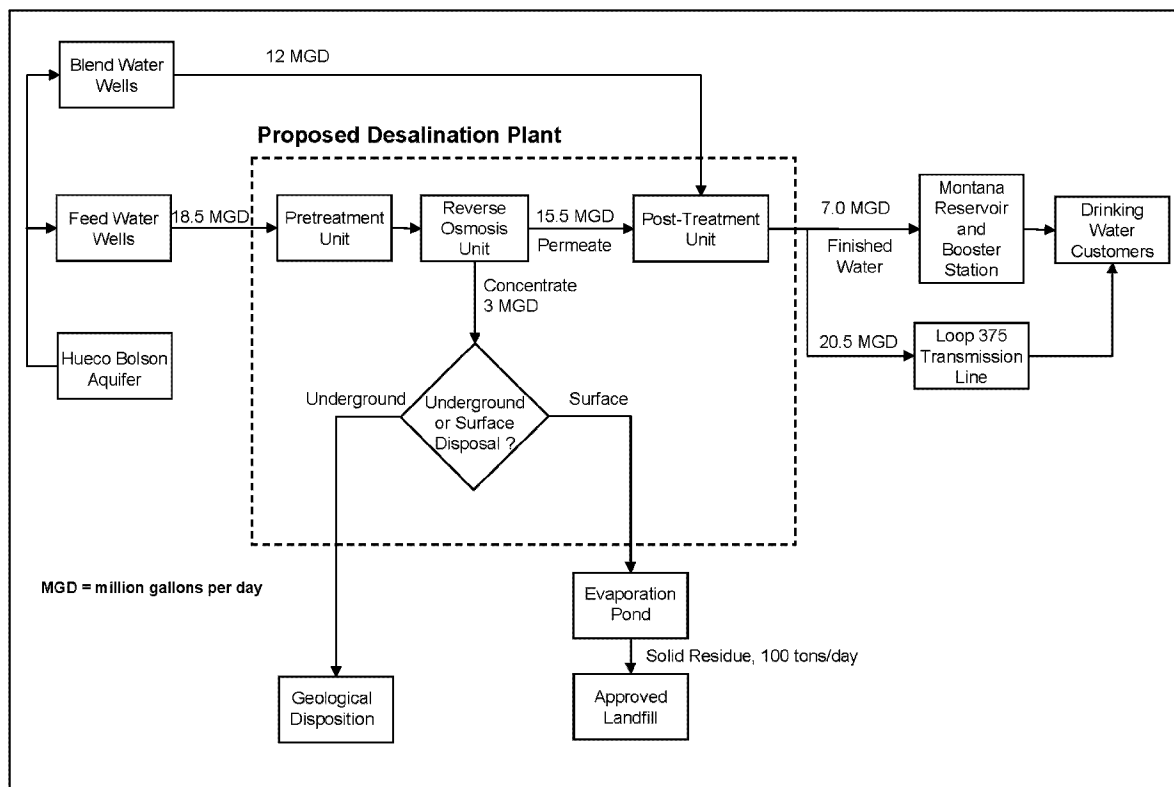 Blend Water
Wells
12 MGD
Proposed Desalination Plant
Feed Water
Wells
18.5 MGD
Pretreatment
Unit
Reverse
Osmosis
Unit
15.5 MGD
Permeate
Post-Treatment
Unit
7.0 MGD
Finished
Water
Montana
Reservoir
and
Booster
Station
Drinking
Water
Customers
Concentrate
3 MGD
20.5 MGD
Loop 375
Transmission
Line
Hueco Bolson
Aquifer
Underground
Underground
or Surface
Disposal ?
Surface
MGD = million gallons per day
Evaporation
Pond
Solid Residue, 100 tons/day
Geological
Disposition
Approved
Landfill